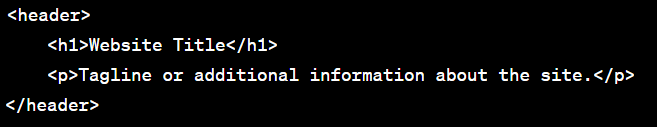 <header>
    <h1>Website Title</h1>
    <p>Tagline or additional information about the site.</p>
</header>